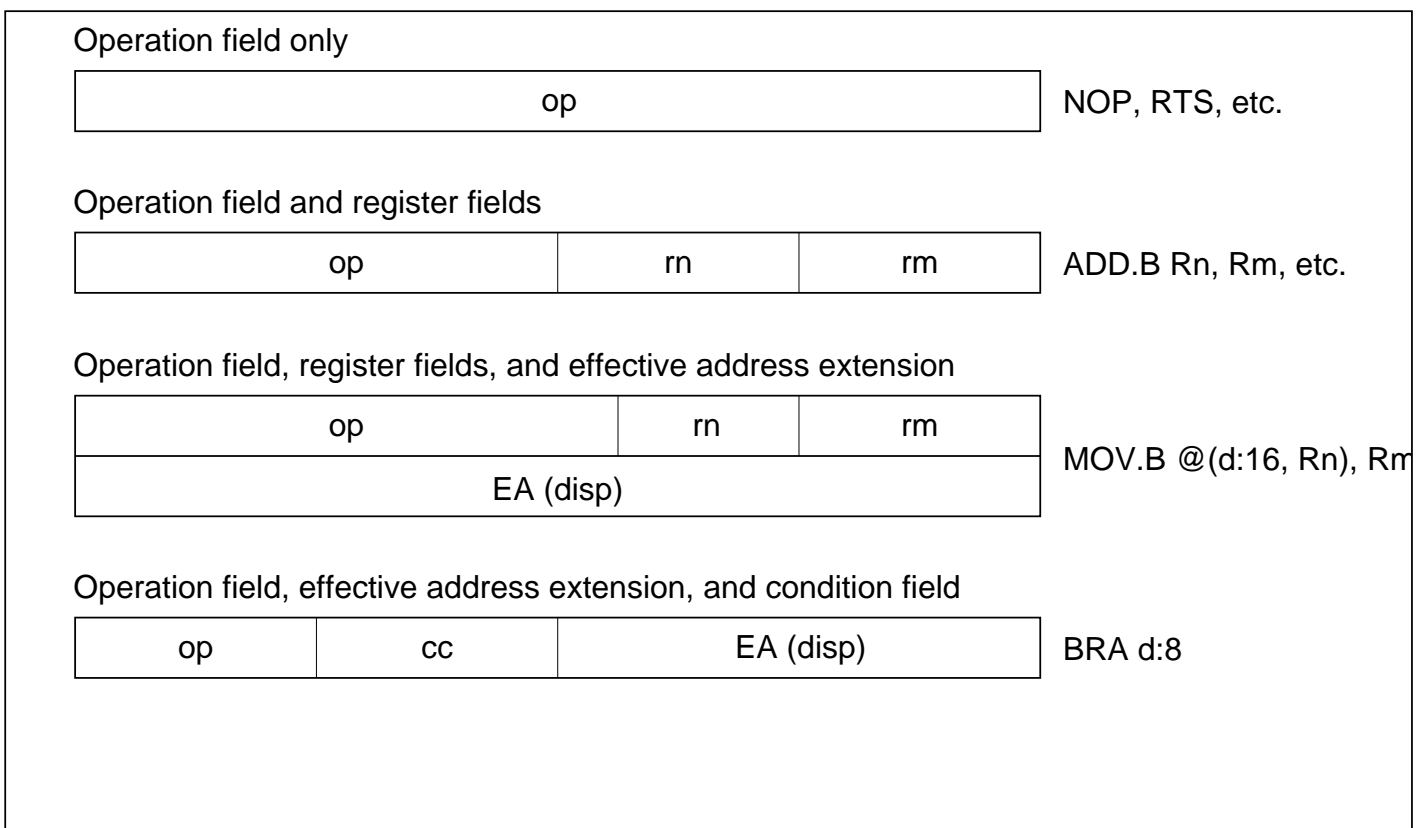 Operation field only
op
NOP, RTS, etc.
Operation field and register fields
op rn rm
ADD.B Rn, Rm, etc.
Operation field, register fields, and effective address extension
op rn rm
EA (disp)
MOV.B @(d:16, Rn), Rm
Operation field, effective address extension, and condition field
op cc EA (disp)
BRA d:8